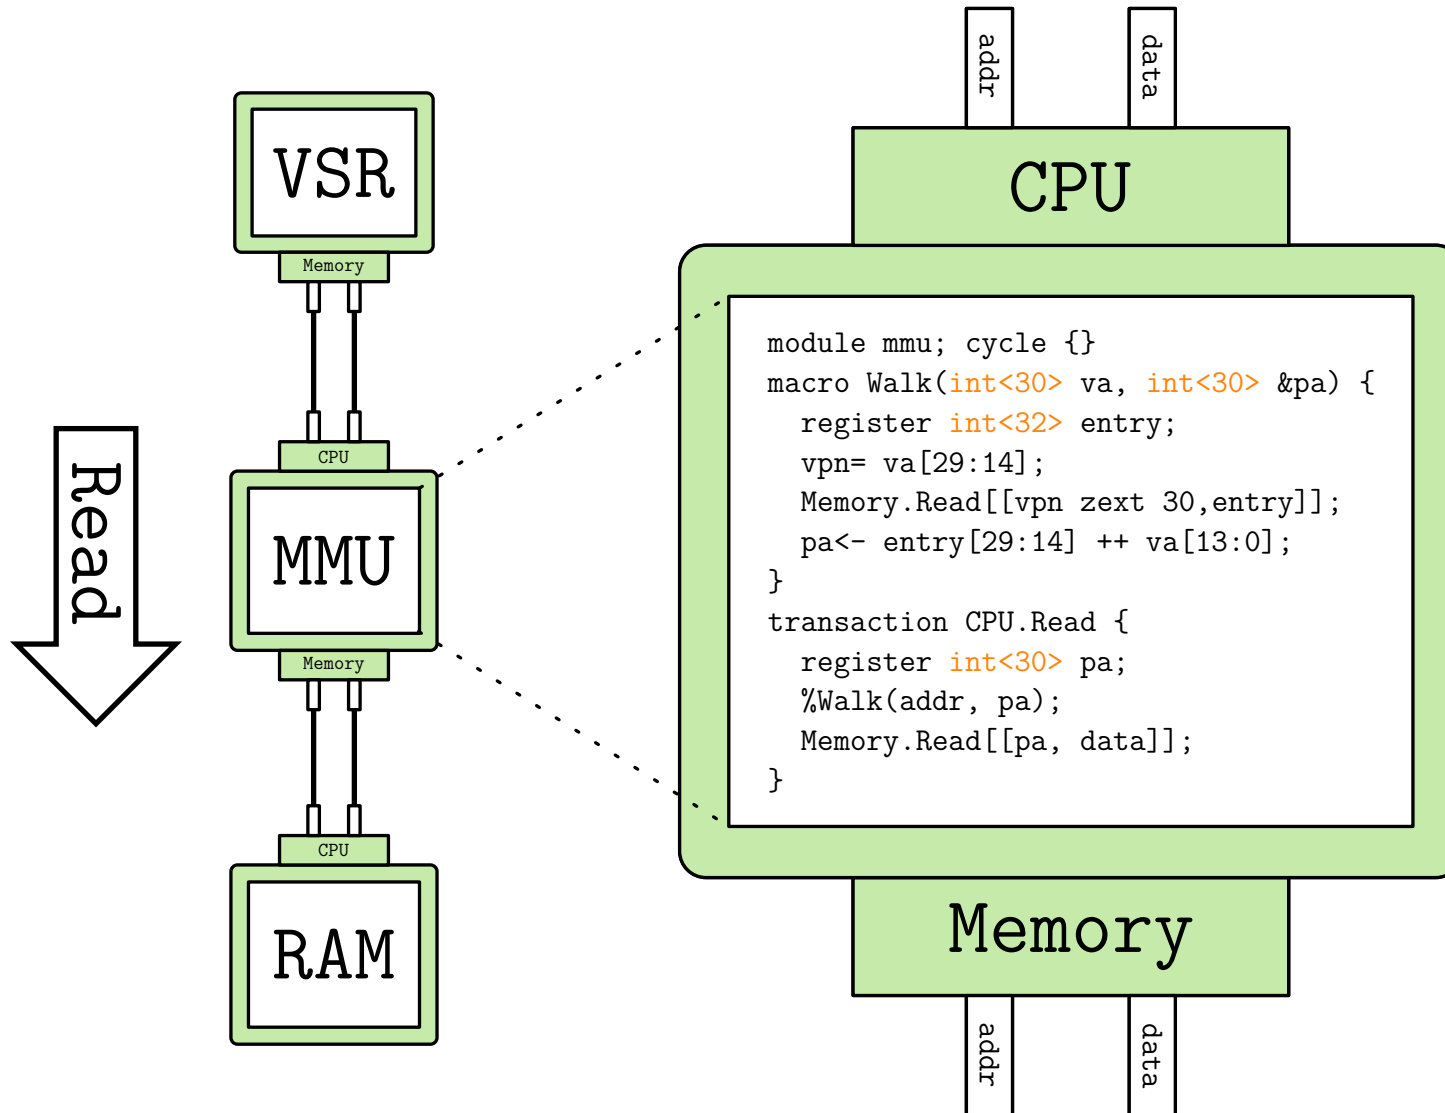 VSR
Memory
CPU
MMU
Memory
CPU
RAM
Read
addr
data
CPU
module mmu; cycle {}
macro Walk(int<30> va, int<30> &pa) {
  register int<32> entry;
  vpn= va[29:14];
  Memory.Read[[vpn zext 30,entry]];
  pa<- entry[29:14] ++ va[13:0];
}
transaction CPU.Read {
  register int<30> pa;
  %Walk(addr, pa);
  Memory.Read[[pa, data]];
}
Memory
addr
data